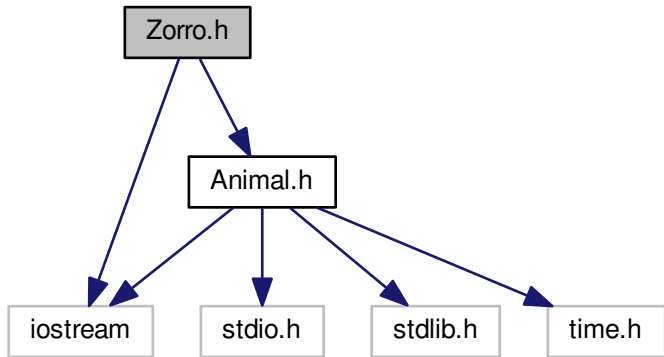 Zorro.h
Animal.h
iostream
stdio.h
stdlib.h
time.h